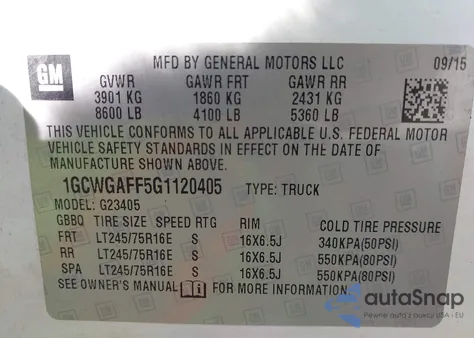 GM
MFD BY GENERAL MOTORS LLC 09/15
GVWR GAWR FRT GAWR RR
3901 KG 1860 KG 2431 KG
8600 LB 4100 LB 5360 LB
THIS VEHICLE CONFORMS TO ALL APPLICABLE U.S. FEDERAL MOTOR
VEHICLE SAFETY STANDARDS IN EFFECT ON THE DATE OF
MANUFACTURE SHOWN ABOVE.
1GCWGAFF5G1120405 TYPE: TRUCK
MODEL: G23405
GBBQ TIRE SIZE SPEED RTG RIM COLD TIRE PRESSURE
FRT LT245/75R16E S 16X6.5J 340KPA(50PSI)
RR LT245/75R16E S 16X6.5J 550KPA(80PSI)
SPA LT245/75R16E S 16X6.5J 550KPA(80PSI)
SEE OWNER'S MANUAL FOR MORE INFORMATION.
autoSnap
Pewne auta z USA i EU